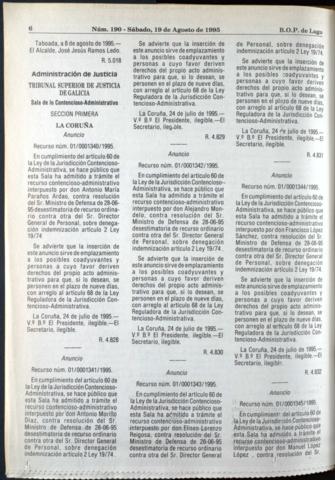 6
Núm. 190 - Sábado, 19 de Agosto de 1995
B.O.P. de Lugo
Taboada, a 8 de agosto de 1995.—
El Alcalde, José Jesús Ramos Ledo.
R. 5.018
Administración de Justicia
TRIBUNAL SUPERIOR DE JUSTICIA
DE GALICIA
Sala de lo Contencioso-Administrativo
SECCION PRIMERA
LA CORUÑA
Anuncio
Recurso núm. 01/0001340/1995.
En cumplimiento del artículo 60 de
la Ley de la Jurisdicción Contencioso-
Administrativa, se hace público que
esta Sala ha admitido a trámite el
recurso contencioso-administrativo
interpuesto por don Antonio María
Parafos Ardao, contra resolución
del Sr. Ministro de Defensa de 28-06-
95 desestimatoria de recurso ordina-
rio contra otra del Sr. Director
General de Personal, sobre denega-
ción indemnización artículo 2 Ley
19/74.
Se advierte que la inserción de
este anuncio sirve de emplazamiento
a los posibles coadyuvantes y
personas a cuyo favor deriven
derechos del propio acto adminis-
trativo para que, si lo desean, se
personen en el plazo de nueve días,
con arreglo al artículo 68 de la Ley
Reguladora de la Jurisdicción Con-
tencioso-Administrativa.
La Coruña, 24 de julio de 1995.—
V.º B.º El Presidente, ilegible.—El
Secretario, ilegible.
R. 4.828
Anuncio
Recurso núm. 01/0001341/1995.
En cumplimiento del artículo 60 de
la Ley de la Jurisdicción Contencioso-
Administrativa, se hace público que
esta Sala ha admitido a trámite el
recurso contencioso-administrativo
interpuesto por don Antonio Moriño
Díaz, contra resolución del Sr.
Ministro de Defensa de 28-06-95
desestimatoria de recurso ordinario
contra otra del Sr. Director General
de Personal, sobre denegación
indemnización artículo 2 Ley 19/74.
Se advierte que la inserción de
este anuncio sirve de emplazamiento
a los posibles coadyuvantes y
personas a cuyo favor deriven
derechos del propio acto adminis-
trativo para que, si lo desean, se
personen en el plazo de nueve días,
con arreglo al artículo 68 de la Ley
Reguladora de la Jurisdicción Con-
tencioso-Administrativa.
La Coruña, 24 de julio de 1995.—
V.º B.º El Presidente, ilegible.—El
Secretario, ilegible.
R. 4.829
Anuncio
Recurso núm. 01/0001342/1995.
En cumplimiento del artículo 60 de
la Ley de la Jurisdicción Contencioso-
Administrativa, se hace público que
esta Sala ha admitido a trámite el
recurso contencioso-administrativo
interpuesto por don Alejandro Mon-
delo, contra resolución del Sr.
Ministro de Defensa de 28-06-95
desestimatoria de recurso ordinario
contra otra del Sr. Director General
de Personal, sobre denegación
indemnización artículo 2 Ley 19/74.
Se advierte que la inserción de
este anuncio sirve de emplazamiento
a los posibles coadyuvantes y
personas a cuyo favor deriven
derechos del propio acto adminis-
trativo para que, si lo desean, se
personen en el plazo de nueve días,
con arreglo al artículo 68 de la Ley
Reguladora de la Jurisdicción Con-
tencioso-Administrativa.
La Coruña, 24 de julio de 1995.—
V.º B.º El Presidente, ilegible.—El
Secretario, ilegible.
R. 4.830
Anuncio
Recurso núm. 01/0001343/1995.
En cumplimiento del artículo 60 de
la Ley de la Jurisdicción Contencioso-
Administrativa, se hace público que
esta Sala ha admitido a trámite el
recurso contencioso-administrativo
interpuesto por don Eliseo Lorenzo
Reigosa, contra resolución del Sr.
Ministro de Defensa de 28-06-95
desestimatoria de recurso ordinario
contra otra del Sr. Director General
de Personal, sobre denegación
indemnización artículo 2 Ley 19/74.
Se advierte que la inserción de
este anuncio sirve de emplazamiento
a los posibles coadyuvantes y
personas a cuyo favor deriven
derechos del propio acto adminis-
trativo para que, si lo desean, se
personen en el plazo de nueve días,
con arreglo al artículo 68 de la Ley
Reguladora de la Jurisdicción Con-
tencioso-Administrativa.
La Coruña, 24 de julio de 1995.—
V.º B.º El Presidente, ilegible.—El
Secretario, ilegible.
R. 4.831
Anuncio
Recurso núm. 01/0001344/1995.
En cumplimiento del artículo 60 de
la Ley de la Jurisdicción Contencioso-
Administrativa, se hace público que
esta Sala ha admitido a trámite el
recurso contencioso-administrativo
interpuesto por don Francisco López
Sánchez, contra resolución del Sr.
Ministro de Defensa de 28-06-95
desestimatoria de recurso ordinario
contra otra del Sr. Director General
de Personal, sobre denegación
indemnización artículo 2 Ley 19/74.
Se advierte que la inserción de
este anuncio sirve de emplazamiento
a los posibles coadyuvantes y
personas a cuyo favor deriven
derechos del propio acto adminis-
trativo para que, si lo desean, se
personen en el plazo de nueve días,
con arreglo al artículo 68 de la Ley
Reguladora de la Jurisdicción Con-
tencioso-Administrativa.
La Coruña, 24 de julio de 1995.—
V.º B.º El Presidente, ilegible.—El
Secretario, ilegible.
R. 4.832
Anuncio
Recurso núm.
En cumplimiento del artículo 60 de
la Ley de la Jurisdicción Contencioso-
Administrativa, se hace público que
esta Sala ha admitido a trámite el
recurso contencioso-administrativo
interpuesto por don Manuel López
López, contra resolución del Sr.